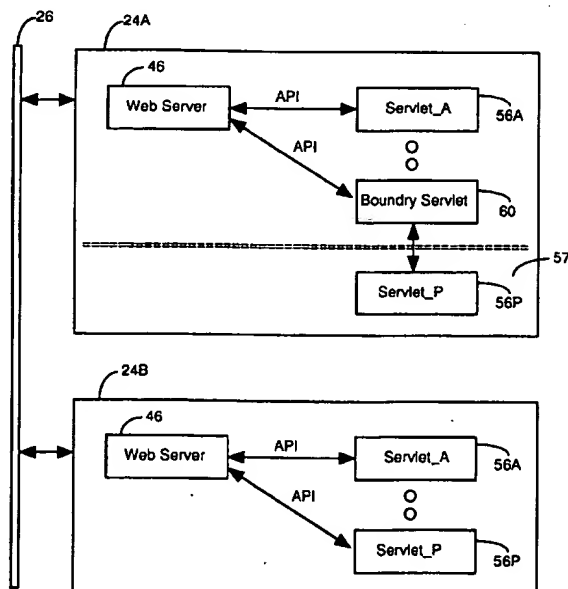 26
24A
46
Web Server
API
Servlet_A
56A
API
Boundry Servlet
60
57
Servlet_P
56P
24B
46
Web Server
API
Servlet_A
56A
API
Servlet_P
56P